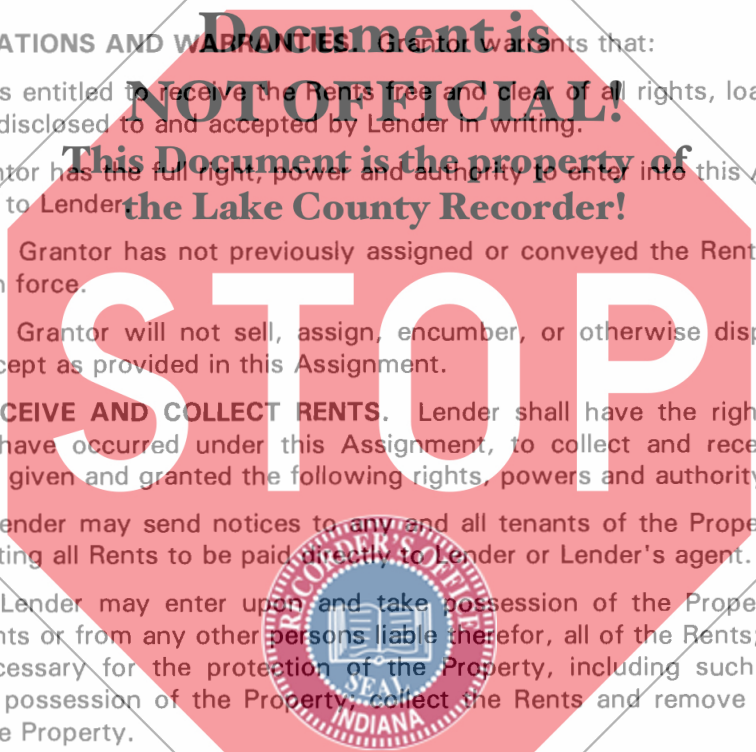 Document is
NOT OFFICIAL!
This Document is the property of
the Lake County Recorder!
STOP
ATIONS AND WARRANTIES. Grantor warrants that:
s entitled to receive the Rents free and clear of all rights, loa
disclosed to and accepted by Lender in writing.
ntor has the full right, power and authority to enter into this A
to Lender.
Grantor has not previously assigned or conveyed the Rent
n force.
Grantor will not sell, assign, encumber, or otherwise disp
cept as provided in this Assignment.
CEIVE AND COLLECT RENTS. Lender shall have the righ
have occurred under this Assignment, to collect and rece
given and granted the following rights, powers and authority
ender may send notices to any and all tenants of the Prope
ting all Rents to be paid directly to Lender or Lender's agent.
Lender may enter upon and take possession of the Prope
nts or from any other persons liable therefor, all of the Rents;
cessary for the protection of the Property, including such
possession of the Property; collect the Rents and remove
e Property.
RECORDER'S OFFICE
SEAL
INDIANA